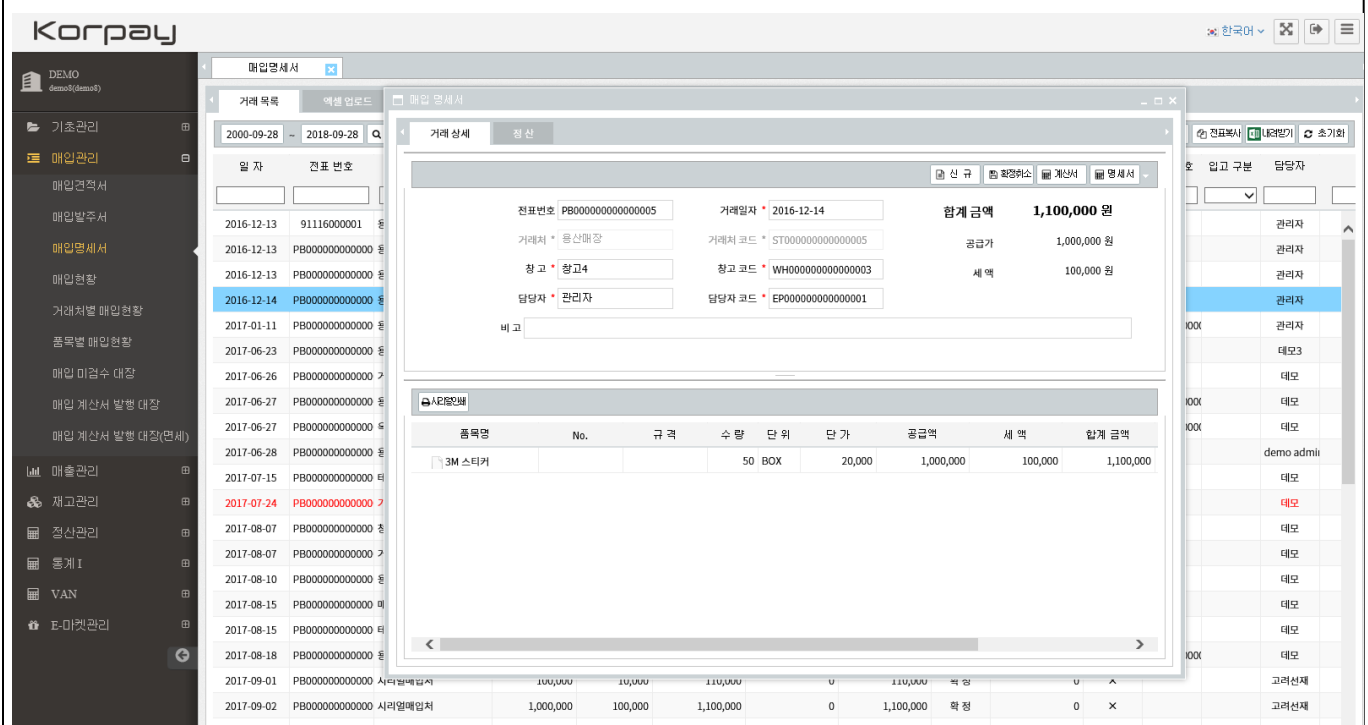 Korpay
한국어
DEMO
demo8(demo8)
기초관리
매입관리
매입견적서
매입발주서
매입명세서
매입현황
거래처별 매입현황
품목별 매입현황
매입 미검수 대장
매입 계산서 발행 대장
매입 계산서 발행 대장(면세)
매출관리
재고관리
정산관리
통계 I
VAN
E-마켓관리
매입명세서
거래 목록 엑셀 업로드
2000-09-28 ~ 2018-09-28
전표복사 내려받기 초기화
일 자 전표 번호 입고 구분 담당자
2016-12-13 91116000001 관리자
2016-12-13 PB000000000000 관리자
2016-12-13 PB000000000000 관리자
2016-12-14 PB000000000000 관리자
2017-01-11 PB000000000000 관리자
2017-06-23 PB000000000000 데모3
2017-06-26 PB000000000000 데모
2017-06-27 PB000000000000 데모
2017-06-27 PB000000000000 데모
2017-06-28 PB000000000000 demo admin
2017-07-15 PB000000000000 데모
2017-07-24 PB000000000000 데모
2017-08-07 PB000000000000 데모
2017-08-07 PB000000000000 데모
2017-08-10 PB000000000000 데모
2017-08-15 PB000000000000 데모
2017-08-15 PB000000000000 데모
2017-08-18 PB000000000000 데모
2017-09-01 PB000000000000 시리얼매입처 100,000 10,000 110,000 0 110,000 확 정 0 × 고려선재
2017-09-02 PB000000000000 시리얼매입처 1,000,000 100,000 1,100,000 0 1,100,000 확 정 0 × 고려선재
매입 명세서
거래 상세 정 산
신 규 확정취소 계산서 명세서
전표번호 PB000000000000005 거래일자 * 2016-12-14 합계 금액 1,100,000 원
거래처 * 용산매장 거래처 코드 * ST000000000000005 공급가 1,000,000 원
창 고 * 창고4 창고 코드 * WH000000000000003 세 액 100,000 원
담당자 * 관리자 담당자 코드 * EP000000000000001
비 고
시리얼인쇄
품목명 No. 규 격 수 량 단 위 단 가 공급액 세 액 합계 금액
3M 스티커 50 BOX 20,000 1,000,000 100,000 1,100,000